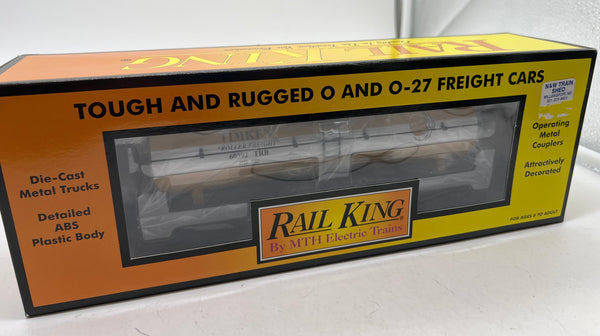 RAIL
KING
TOUGH AND RUGGED O AND O-27 FREIGHT CARS
N&W TRAIN
SHED
Die-Cast
Metal Trucks
Detailed
ABS
Plastic Body
Operating
Metal
Couplers
Attractively
Decorated
RAIL KING
By MTH Electric Trains
FOR AGES 8 TO ADULT